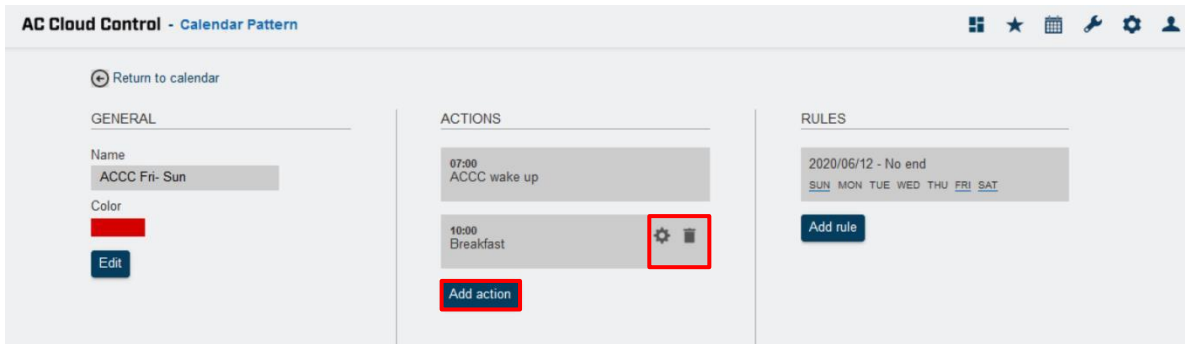 AC Cloud Control - Calendar Pattern
Return to calendar
GENERAL
Name
ACCC Fri- Sun
Color
Edit
ACTIONS
07:00
ACCC wake up
10:00
Breakfast
Add action
RULES
2020/06/12 - No end
SUN MON TUE WED THU FRI SAT
Add rule